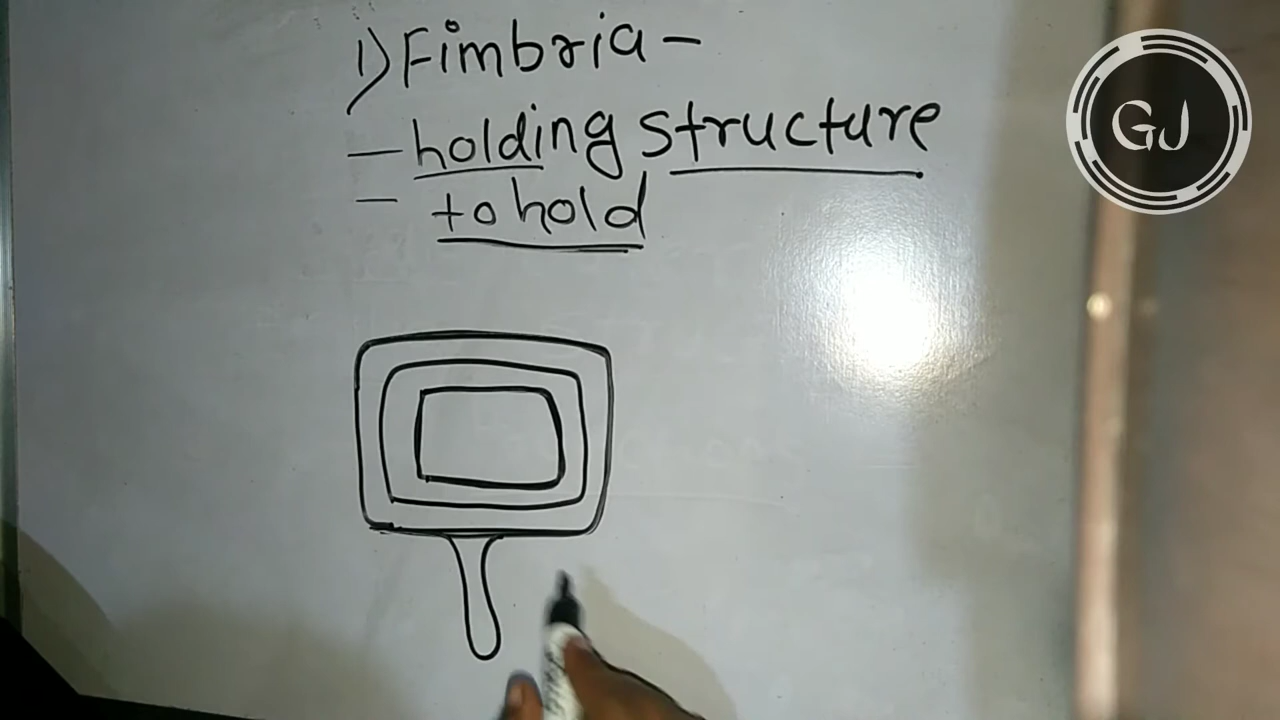 1) Fimbria -
- holding structure
- to hold
GJ